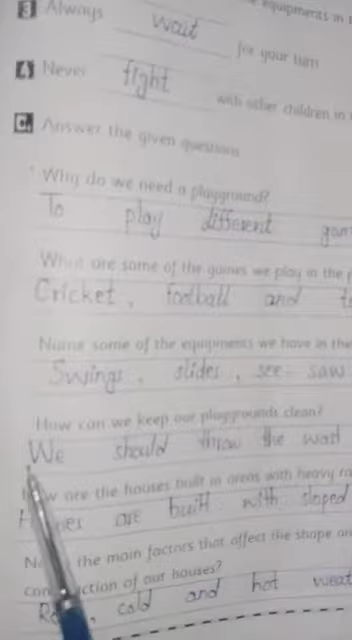 equipments in
3 Always wait for your turn
4 Never fight with other children in
C. Answer the given questions
Why do we need a playground?
To play different
What are some of the games we play in the
Cricket, football and
Name some of the equipments we have in the
Swings, slides, see saw
How can we keep our playgrounds clean?
We should throw the wast
are the houses built in areas with heavy
are built with sloped
the main factors that affect the shape
of our houses?
cold and hot weat